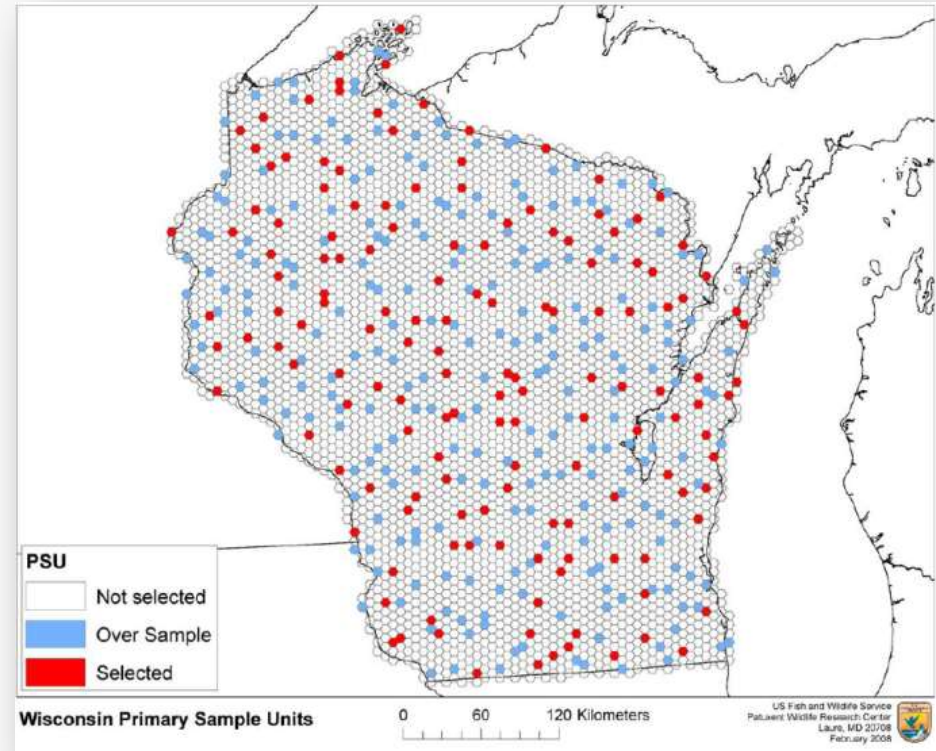 PSU
Not selected
Over Sample
Selected
Wisconsin Primary Sample Units
0 60 120 Kilometers
US Fish and Wildlife Service
Patuxent Wildlife Research Center
Laurel, MD 20708
February 2008